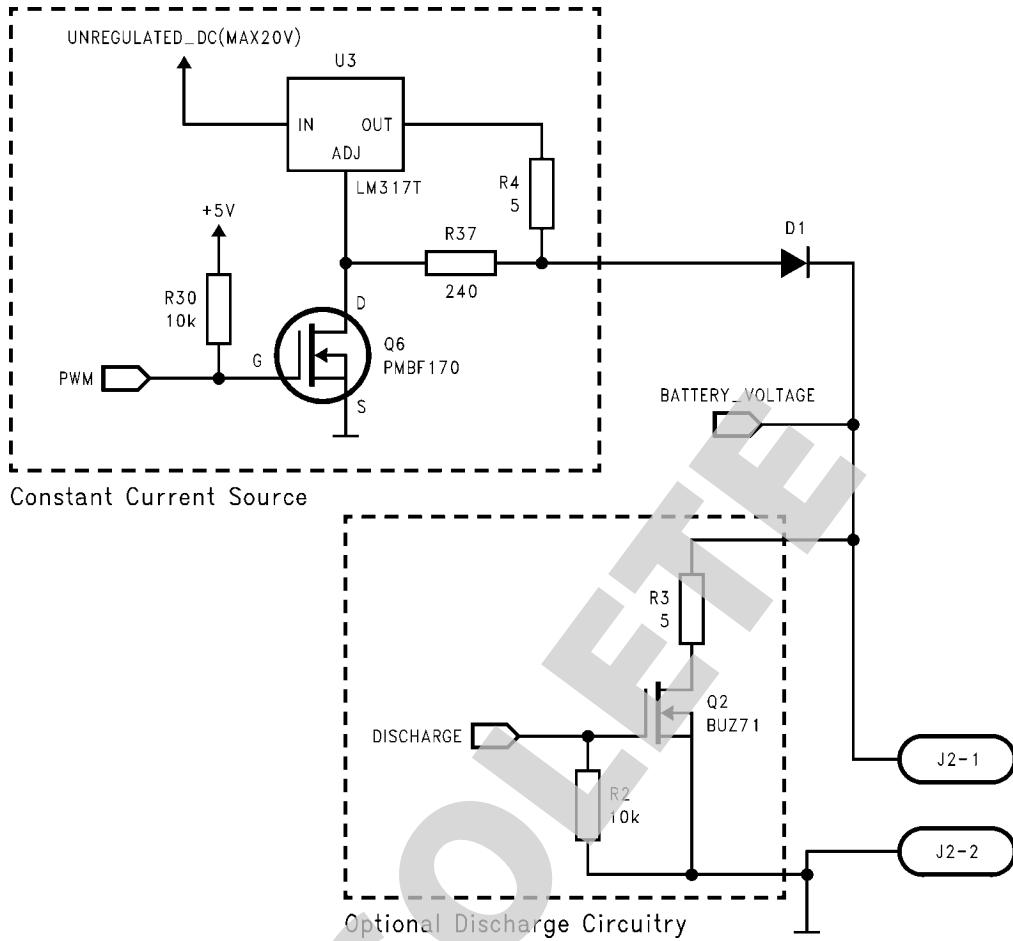 UNREGULATED_DC(MAX20V)
U3
IN OUT
ADJ
LM317T
R4
5
+5V
R37
240
D1
R30
10k
D
G
Q6
PMBF170
PWM
S
BATTERY_VOLTAGE
Constant Current Source
R3
5
Q2
BUZ71
DISCHARGE
J2-1
R2
10k
J2-2
Optional Discharge Circuitry
OLETE